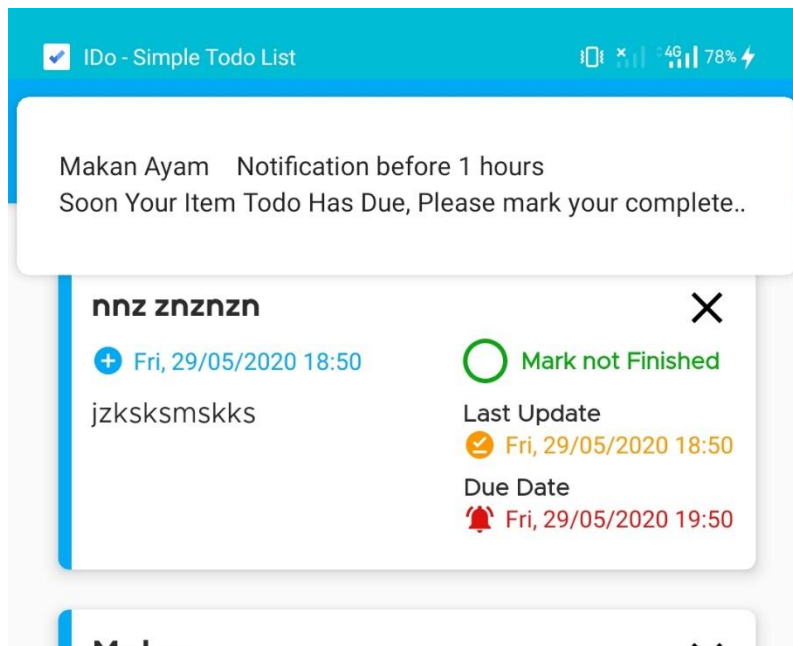 IDo - Simple Todo List
4G 78%
Makan Ayam Notification before 1 hours
Soon Your Item Todo Has Due, Please mark your complete..
nnz znznzn
Fri, 29/05/2020 18:50
Mark not Finished
jzksksmskks
Last Update
Fri, 29/05/2020 18:50
Due Date
Fri, 29/05/2020 19:50